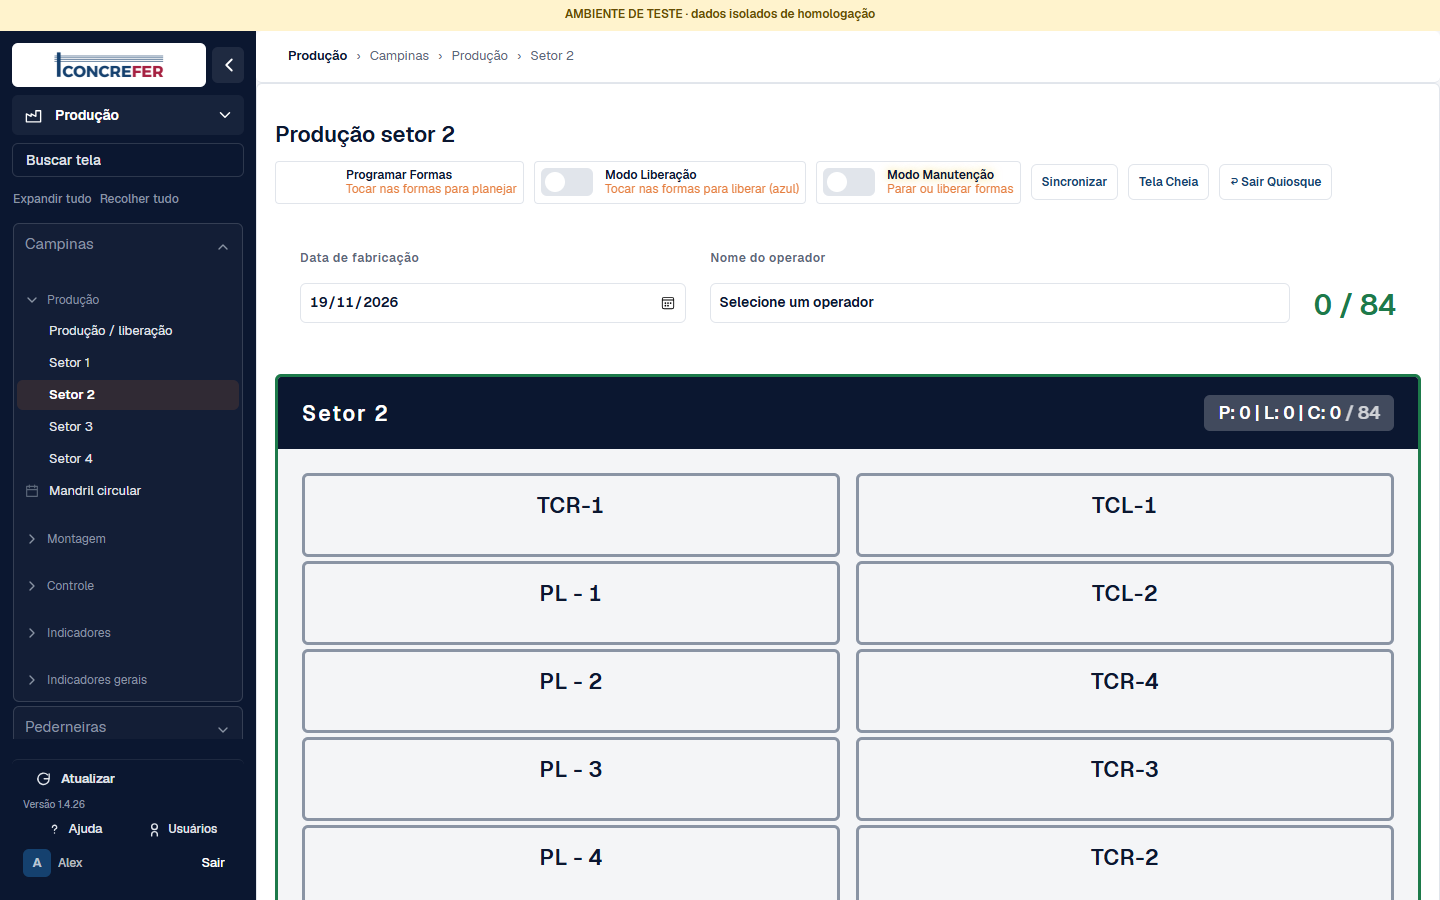 AMBIENTE DE TESTE · dados isolados de homologação
CONCREFER
Produção
Buscar tela
Expandir tudo Recolher tudo
Campinas
Produção
Produção / liberação
Setor 1
Setor 2
Setor 3
Setor 4
Mandril circular
Montagem
Controle
Indicadores
Indicadores gerais
Pederneiras
Atualizar
Versão 1.4.26
? Ajuda
Usuários
A Alex
Sair
Produção › Campinas › Produção › Setor 2
Produção setor 2
Programar Formas
Tocar nas formas para planejar
Modo Liberação
Tocar nas formas para liberar (azul)
Modo Manutenção
Parar ou liberar formas
Sincronizar
Tela Cheia
Sair Quiosque
Data de fabricação
19/11/2026
Nome do operador
Selecione um operador
0 / 84
Setor 2
P: 0 | L: 0 | C: 0 / 84
TCR-1
TCL-1
PL - 1
TCL-2
PL - 2
TCR-4
PL - 3
TCR-3
PL - 4
TCR-2